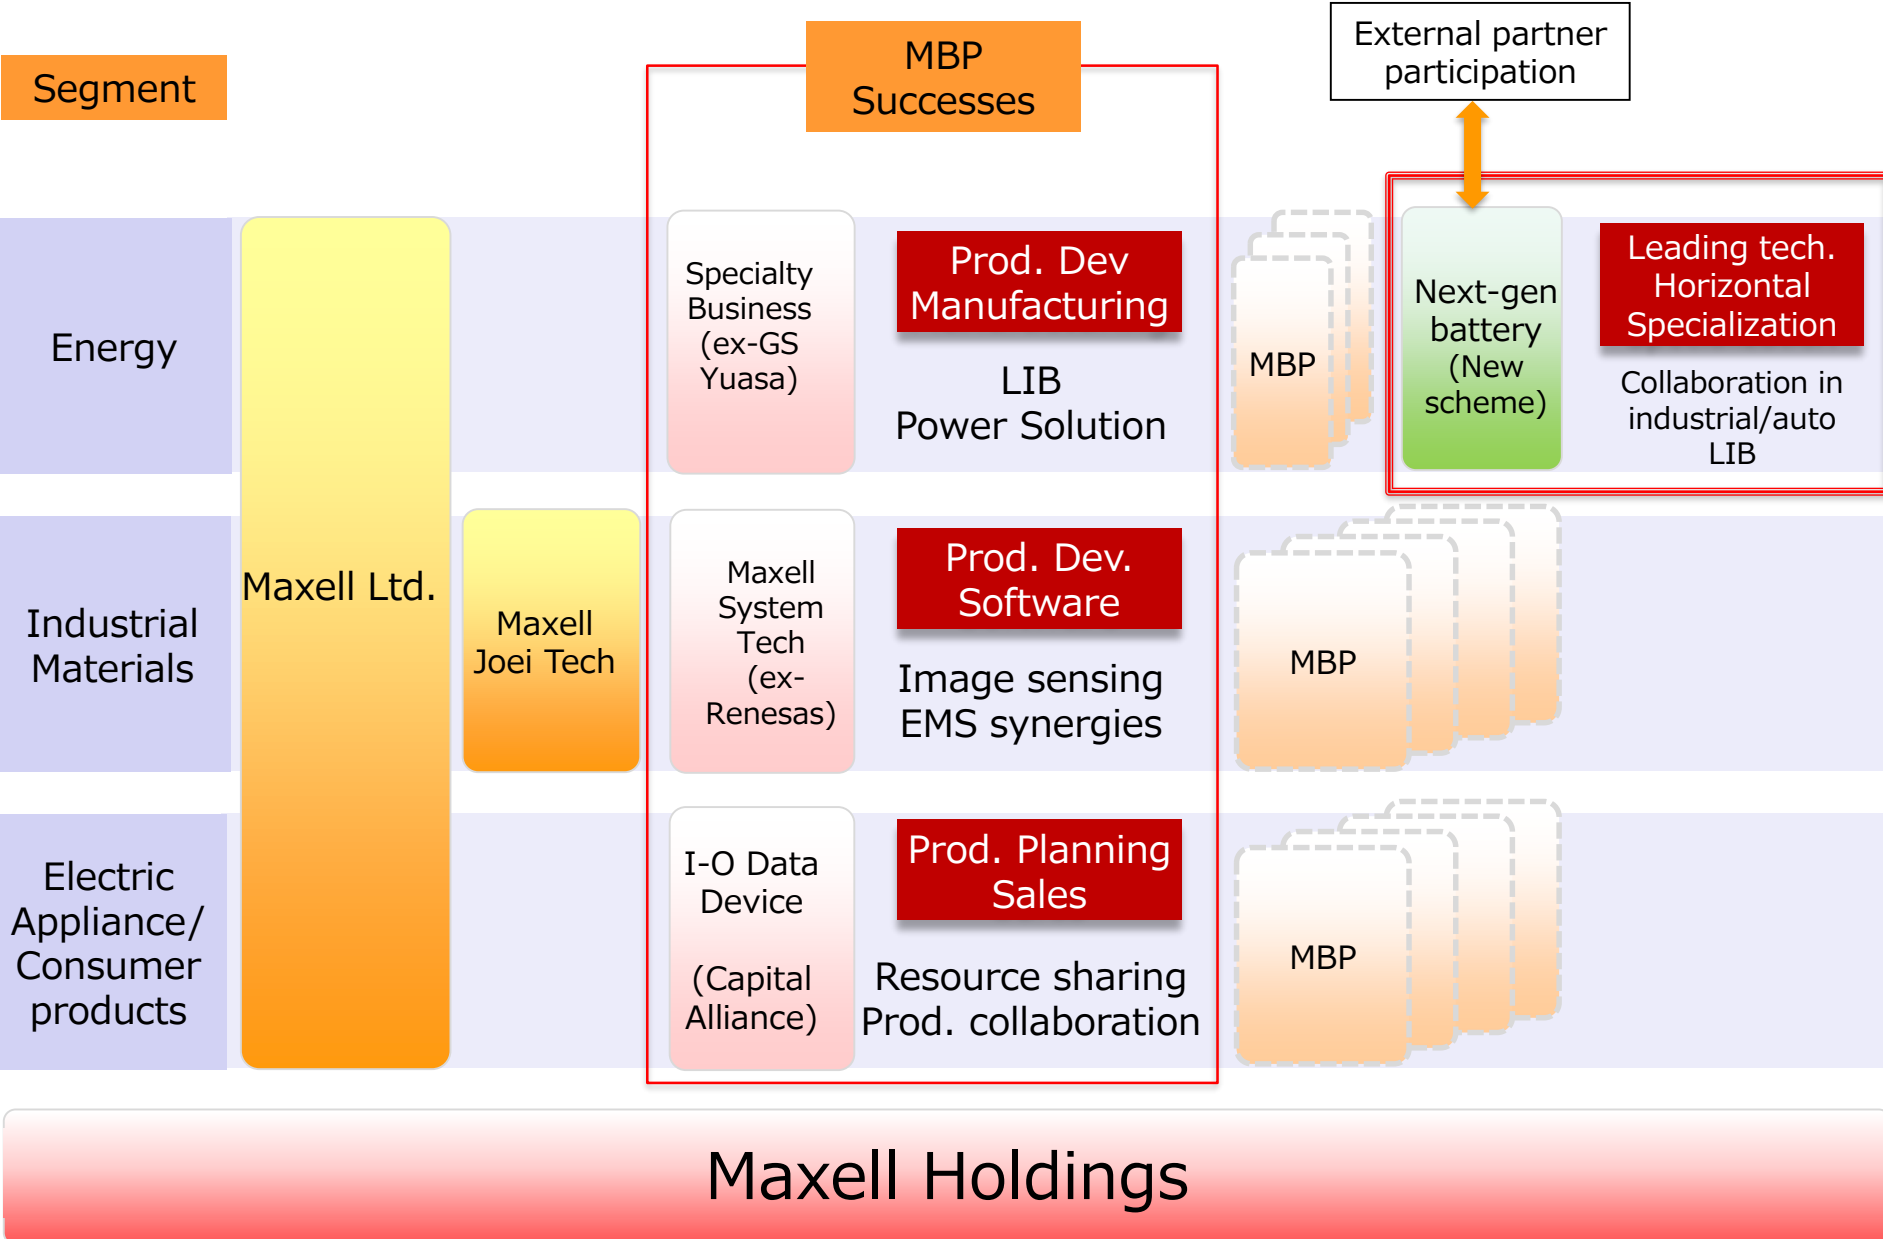 Segment
MBP
Successes
External partner
participation
Energy
Maxell Ltd.
Specialty
Business
(ex-GS
Yuasa)
Prod. Dev
Manufacturing
LIB
Power Solution
MBP
Next-gen
battery
(New
scheme)
Leading tech.
Horizontal
Specialization
Collaboration in
industrial/auto
LIB
Industrial
Materials
Maxell
Joei Tech
Maxell
System
Tech
(ex-
Renesas)
Prod. Dev.
Software
Image sensing
EMS synergies
MBP
Electric
Appliance/
Consumer
products
I-O Data
Device
(Capital
Alliance)
Prod. Planning
Sales
Resource sharing
Prod. collaboration
MBP
Maxell Holdings